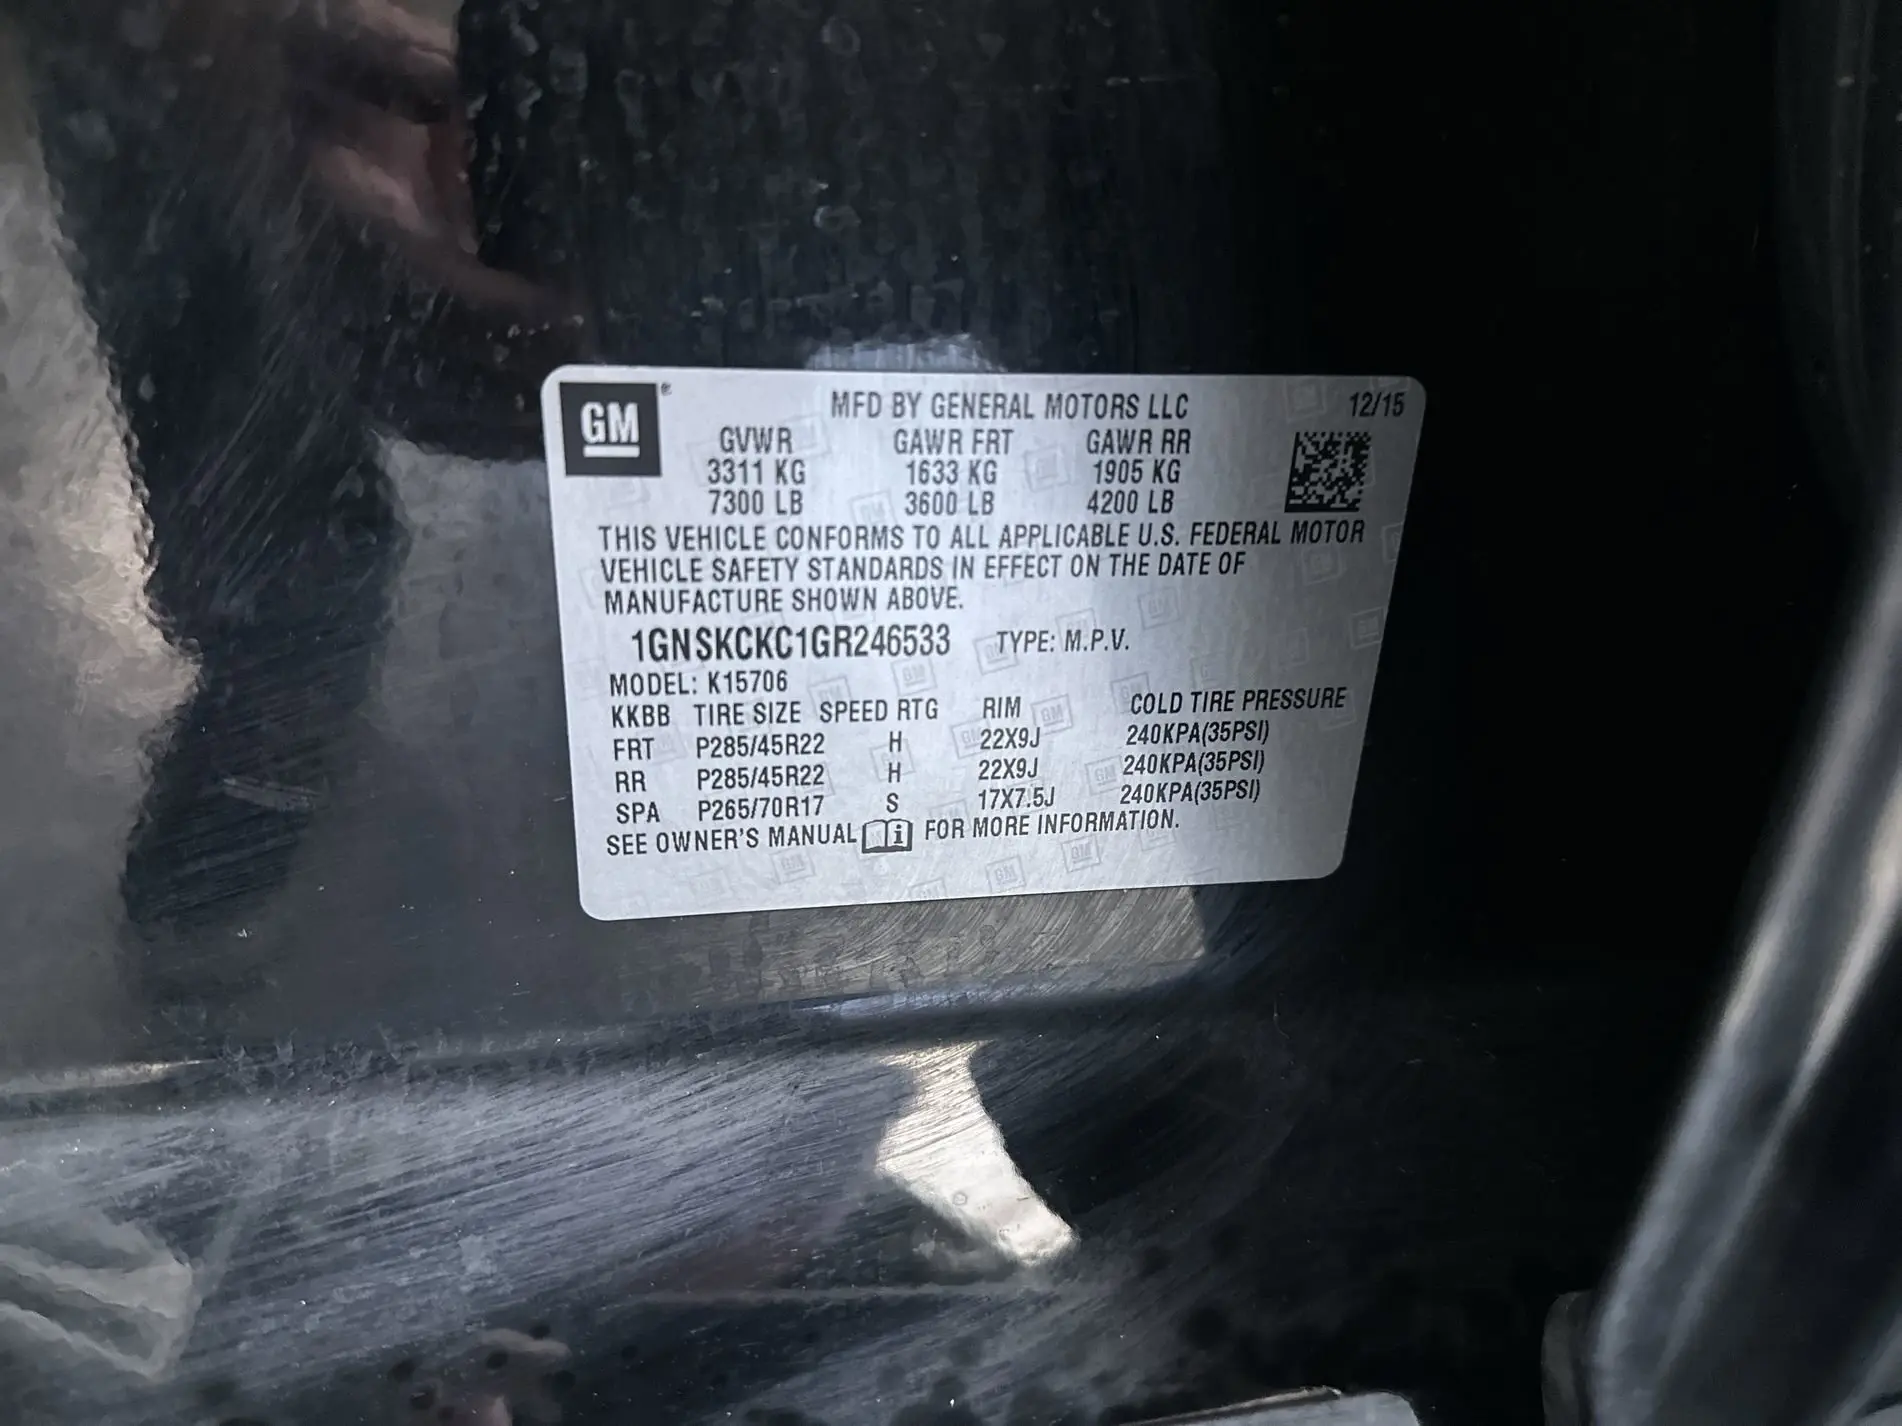 GM ®
MFD BY GENERAL MOTORS LLC 12/15
GVWR GAWR FRT GAWR RR
3311 KG 1633 KG 1905 KG
7300 LB 3600 LB 4200 LB
THIS VEHICLE CONFORMS TO ALL APPLICABLE U.S. FEDERAL MOTOR
VEHICLE SAFETY STANDARDS IN EFFECT ON THE DATE OF
MANUFACTURE SHOWN ABOVE.
1GNSKCKC1GR246533 TYPE: M.P.V.
MODEL: K15706
KKBB TIRE SIZE SPEED RTG RIM COLD TIRE PRESSURE
FRT P285/45R22 H 22X9J 240KPA(35PSI)
RR P285/45R22 H 22X9J 240KPA(35PSI)
SPA P265/70R17 S 17X7.5J 240KPA(35PSI)
SEE OWNER'S MANUAL i FOR MORE INFORMATION.